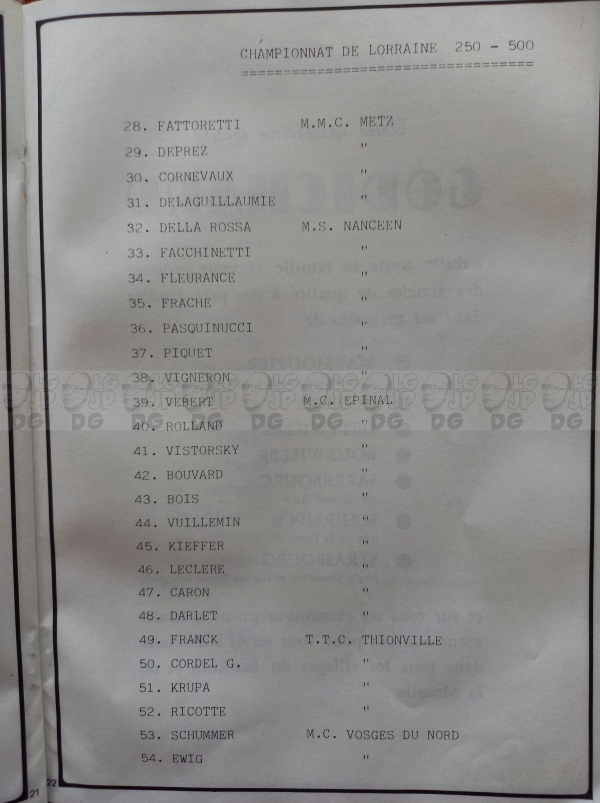 CHAMPIONNAT DE LORRAINE 250 - 500
==================================
28. FATTORETTI M.M.C. METZ
29. DEPREZ "
30. CORNEVAUX "
31. DELAGUILLAUMIE "
32. DELLA ROSSA M.S. NANCEEN
33. FACCHINETTI "
34. FLEURANCE "
35. FRACHE "
36. PASQUINUCCI "
37. PIQUET "
38. VIGNERON "
39. VEBERT M.C. EPINAL
40. ROLLAND "
41. VISTORSKY "
42. BOUVARD "
43. BOIS "
44. VUILLEMIN "
45. KIEFFER "
46. LECLERE "
47. CARON "
48. DARLET "
49. FRANCK T.T.C. THIONVILLE
50. CORDEL G. "
51. KRUPA "
52. RICOTTE "
53. SCHUMMER M.C. VOSGES DU NORD
54. EWIG "
21 22